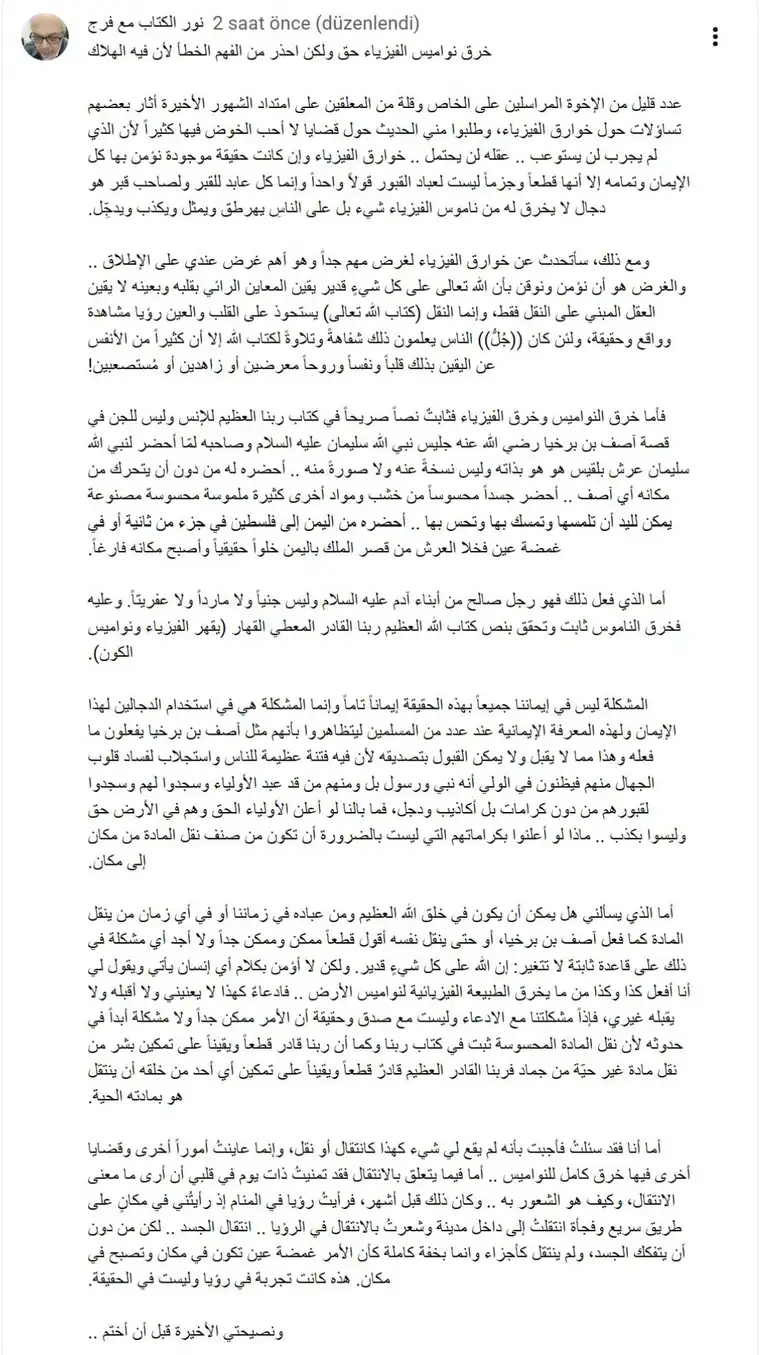 نور الكتاب مع فرج 2 saat önce (düzenlendi)
خرق نواميس الفيزياء حق ولكن احذر من الفهم الخطأ لأن فيه الهلاك
عدد قليل من الإخوة المراسلين على الخاص وقلة من المعلقين على امتداد الشهور الأخيرة أثار بعضهم
تساؤلات حول خوارق الفيزياء، وطلبوا مني الحديث حول قضايا لا أحب الخوض فيها كثيراً لأن الذي
لم يجرب لن يستوعب .. عقله لن يحتمل .. خوارق الفيزياء وإن كانت حقيقة موجودة نؤمن بها كل
الإيمان وتمامه إلا أنها قطعاً وجزماً ليست لعباد القبور قولاً واحداً وإنما كل عابد للقبر ولصاحب قبر هو
دجال لا يخرق له من ناموس الفيزياء شيء بل على الناسِ يهرطق ويمثل ويكذب ويدجِّل.
ومع ذلك، سأتحدث عن خوارق الفيزياء لغرض مهم جداً وهو أهم غرض عندي على الإطلاق ..
والغرض هو أن نؤمن ونوقن بأن الله تعالى على كل شيءٍ قدير يقين المعاين الرائي بقلبه وبعينه لا يقين
العقل المبني على النقل فقط، وإنما النقل (كتاب الله تعالى) يستحوذ على القلب والعين رؤيا مشاهدة
وواقع وحقيقة، ولئن كان ((جُلُّ)) الناس يعلمون ذلك شفاهةً وتلاوةً لكتاب الله إلا أن كثيراً من الأنفس
عن اليقين بذلك قلباً ونفساً وروحاً معرضين أو زاهدين أو مُستصعبين!
فأما خرق النواميس وخرق الفيزياء فثابتٌ نصاً صريحاً في كتاب ربنا العظيم للإنس وليس للجن في
قصة آصف بن برخيا رضي الله عنه جليس نبي الله سليمان عليه السلام وصاحبه لمّا أحضر لنبي الله
سليمان عرش بلقيس هو هو بذاته وليس نسخةً عنه ولا صورةً منه .. أحضره له من دون أن يتحرك من
مكانه أي آصف .. أحضر جسداً محسوساً من خشب ومواد أخرى كثيرة ملموسة محسوسة مصنوعة
يمكن لليد أن تلمسها وتمسك بها وتحس بها .. أحضره من اليمن إلى فلسطين في جزء من ثانية أو في
غمضة عين فخلا العرش من قصر الملك باليمن خلواً حقيقياً وأصبح مكانه فارغاً.
أما الذي فعل ذلك فهو رجل صالح من أبناء آدم عليه السلام وليس جنياً ولا مارداً ولا عفريتاً. وعليه
فخرق الناموس ثابت وتحقق بنص كتاب الله العظيم ربنا القادر المعطي القهار (يقهر الفيزياء ونواميس
الكون).
المشكلة ليس في إيماننا جميعاً بهذه الحقيقة إيماناً تاماً وإنما المشكلة هي في استخدام الدجالين لهذا
الإيمان ولهذه المعرفة الإيمانية عند عدد من المسلمين ليتظاهروا بأنهم مثل آصف بن برخيا يفعلون ما
فعله وهذا مما لا يقبل ولا يمكن القبول بتصديقه لأن فيه فتنة عظيمة للناس واستجلاب لفساد قلوب
الجهال منهم فيظنون في الولي أنه نبي ورسول بل ومنهم من قد عبد الأولياء وسجدوا لهم وسجدوا
لقبورهم من دون كرامات بل أكاذيب ودجل، فما بالنا لو أعلن الأولياء الحق وهم في الأرض حق
وليسوا بكذب .. ماذا لو أعلنوا بكراماتهم التي ليست بالضرورة أن تكون من صنف نقل المادة من مكان
إلى مكان.
أما الذي يسألني هل يمكن أن يكون في خلق الله العظيم ومن عباده في زماننا أو في أي زمان من ينقل
المادة كما فعل آصف بن برخيا، أو حتى ينقل نفسه أقول قطعاً ممكن وممكن جداً ولا أجد أي مشكلة في
ذلك على قاعدة ثابتة لا تتغير: إن الله على كل شيءٍ قدير. ولكن لا أؤمن بكلام أي إنسان يأتي ويقول لي
أنا أفعل كذا وكذا من ما يخرق الطبيعة الفيزيائية لنواميس الأرض .. فادعاءٌ كهذا لا يعنيني ولا أقبله ولا
يقبله غيري، فإذاً مشكلتنا مع الادعاء وليست مع صدق وحقيقة أن الأمر ممكن جداً ولا مشكلة أبداً في
حدوثه لأن نقل المادة المحسوسة ثبت في كتاب ربنا وكما أن ربنا قادر قطعاً ويقيناً على تمكين بشر من
نقل مادة غير حيّة من جماد فربنا القادر العظيم قادرٌ قطعاً ويقيناً على تمكين أي أحد من خلقه أن ينتقل
هو بمادته الحية.
أما أنا فقد سئلتُ فأجبت بأنه لم يقع لي شيء كهذا كانتقال أو نقل، وإنما عاينتُ أموراً أخرى وقضايا
أخرى فيها خرق كامل للنواميس .. أما فيما يتعلق بالانتقال فقد تمنيتُ ذات يوم في قلبي أن أرى ما معنى
الانتقال، وكيف هو الشعور به .. وكان ذلك قبل أشهر، فرأيتُ رؤيا في المنام إذ رأيتُني في مكانٍ على
طريق سريع وفجأة انتقلتُ إلى داخل مدينة وشعرتُ بالانتقال في الرؤيا .. انتقال الجسد .. لكن من دون
أن يتفكك الجسد، ولم ينتقل كأجزاء وانما بخفة كاملة كأن الأمر غمضة عين تكون في مكان وتصبح في
مكان. هذه كانت تجربة في رؤيا وليست في الحقيقة.
ونصيحتي الأخيرة قبل أن أختم ..